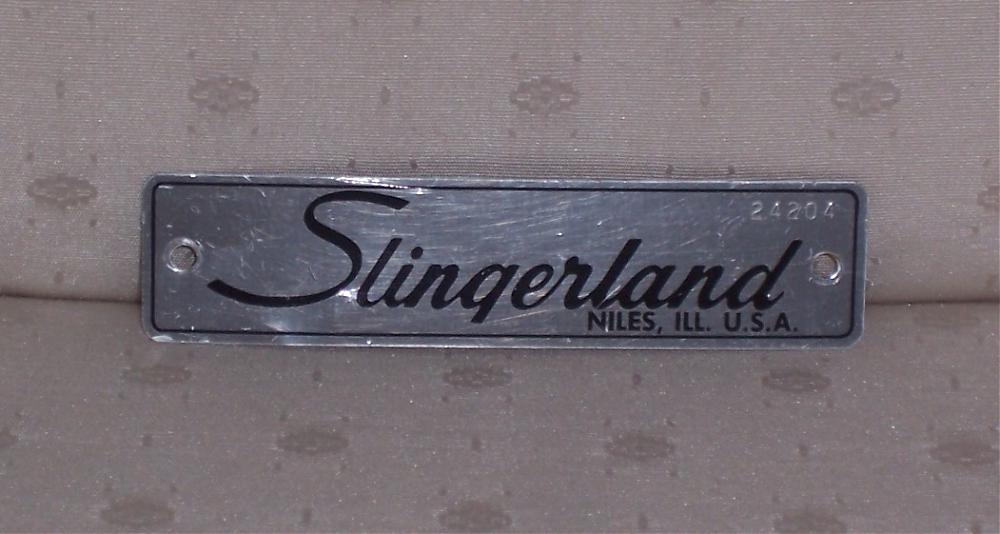 24204
Slingerland
NILES, ILL. U.S.A.